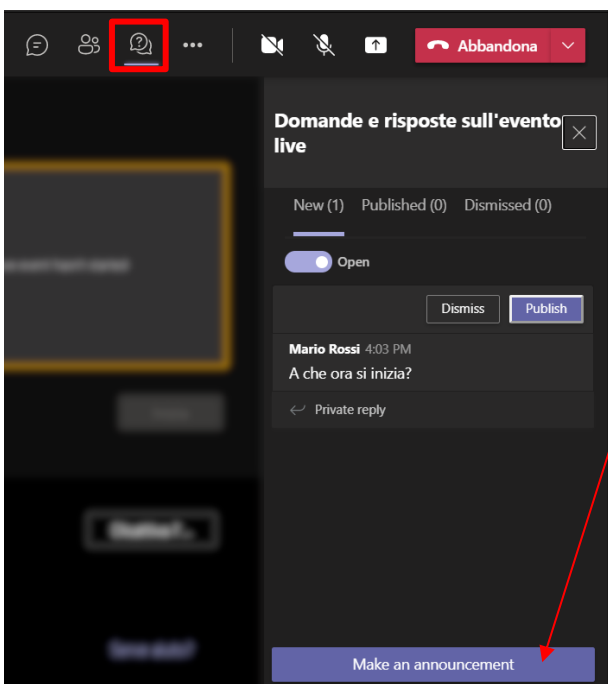 Abbandona
Domande e risposte sull'evento
live
New (1) Published (0) Dismissed (0)
Open
Dismiss Publish
Mario Rossi 4:03 PM
A che ora si inizia?
Private reply
Make an announcement